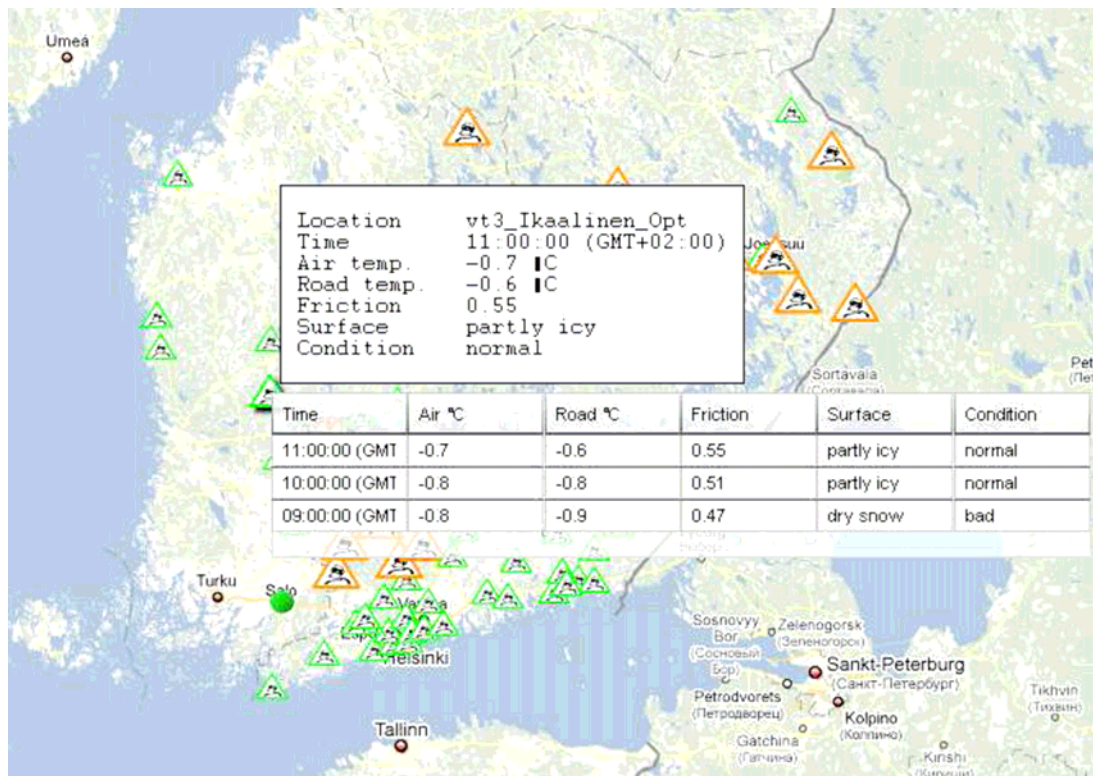 Umeå
Location vt3_Ikaalinen_Opt
Time 11:00:00 (GMT+02:00)
Air temp. -0.7 ▮C
Road temp. -0.6 ▮C
Friction 0.55
Surface partly icy
Condition normal
Sortavala
Time Air °C Road °C Friction Surface Condition
11:00:00 (GMT -0.7 -0.6 0.55 partly icy normal
10:00:00 (GMT -0.8 -0.8 0.51 partly icy normal
09:00:00 (GMT -0.8 -0.9 0.47 dry snow bad
Turku
Salo
Helsinki
Tallinn
Sosnovyy
Bor
(Сосновый
Бор)
Zelenogorsk
(Зеленогорск)
Sankt-Peterburg
(Санкт-Петербург)
Petrodvorets
(Петродворец)
Kolpino
(Колпино)
Gatchina
(Гатчина)
Tikhvin
(Тихвин)
Kirishi
(Кириши)